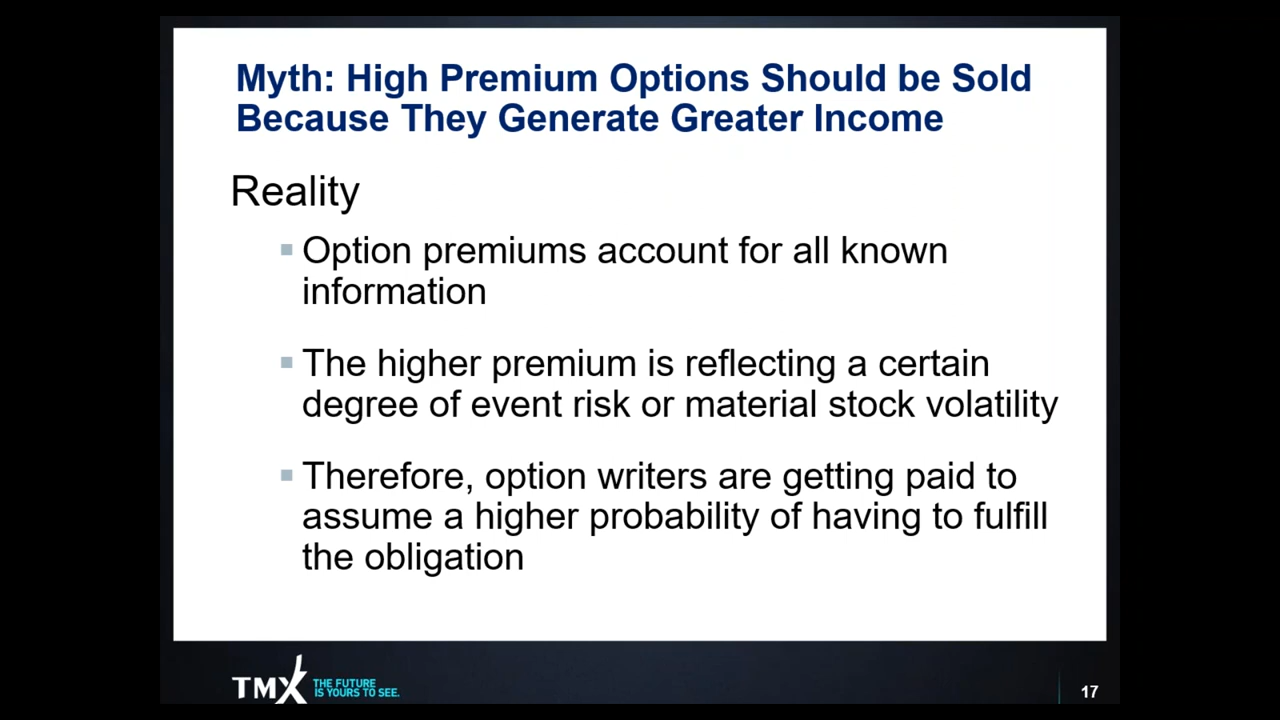 Myth: High Premium Options Should be Sold
Because They Generate Greater Income
Reality
Option premiums account for all known
information
The higher premium is reflecting a certain
degree of event risk or material stock volatility
Therefore, option writers are getting paid to
assume a higher probability of having to fulfill
the obligation
TMX THE FUTURE
IS YOURS TO SEE.
17